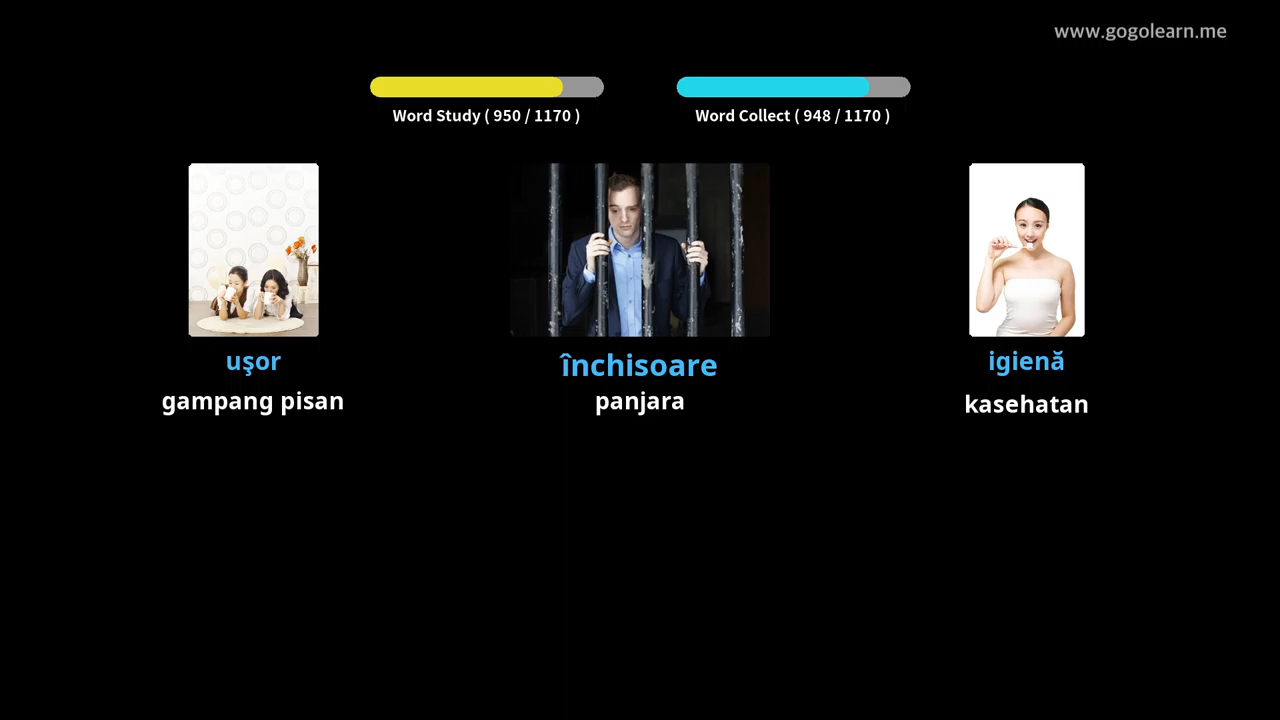 www.gogolearn.me
Word Study ( 950 / 1170 )
Word Collect ( 948 / 1170 )
uşor
gampang pisan
închisoare
panjara
igienă
kasehatan